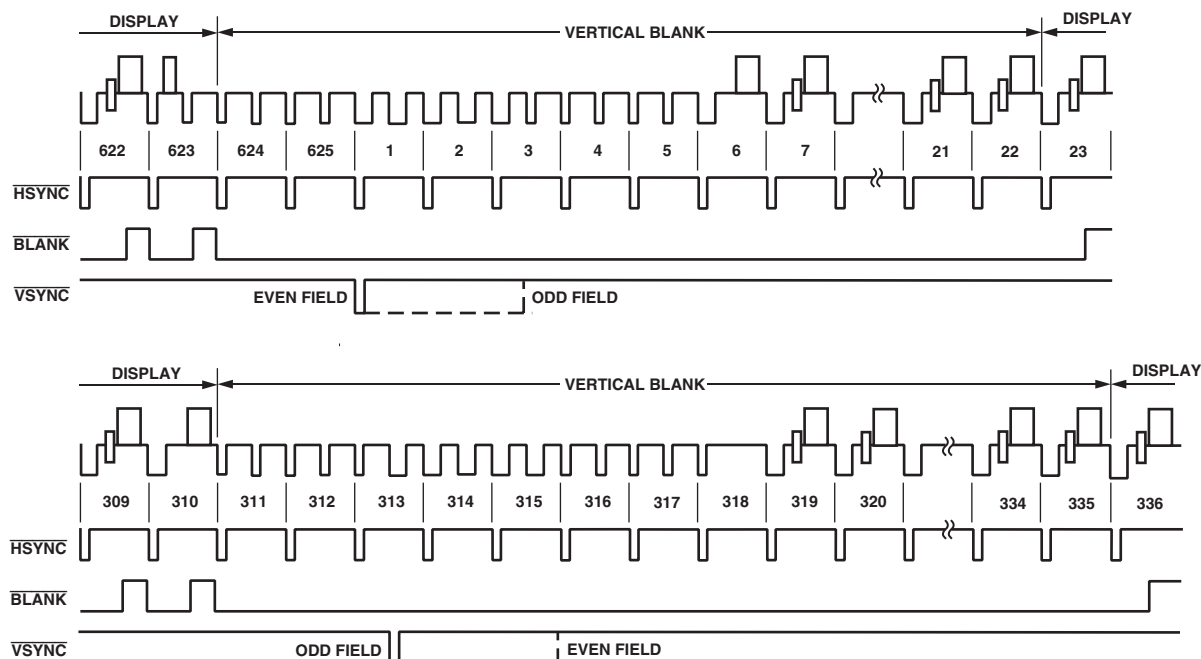 DISPLAY VERTICAL BLANK DISPLAY
622 623 624 625 1 2 3 4 5 6 7 21 22 23
HSYNC
BLANK
VSYNC EVEN FIELD ODD FIELD
DISPLAY VERTICAL BLANK DISPLAY
309 310 311 312 313 314 315 316 317 318 319 320 334 335 336
HSYNC
BLANK
VSYNC ODD FIELD EVEN FIELD